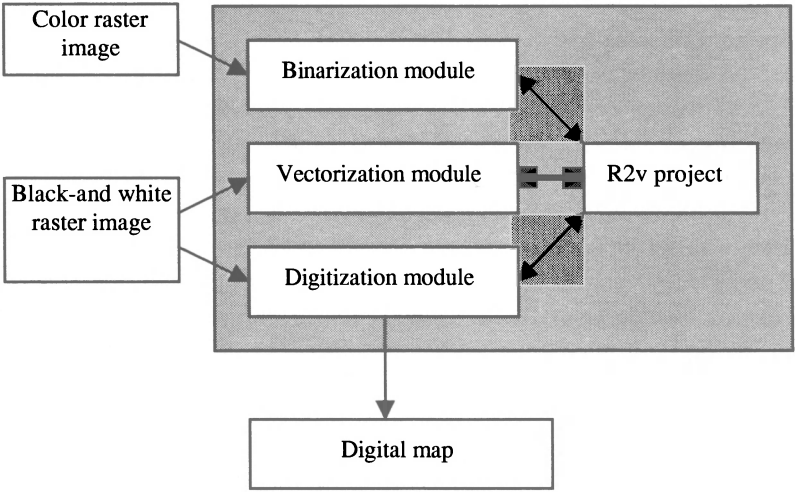 Color raster
image
Binarization module
Vectorization module
R2v project
Black-and white
raster image
Digitization module
Digital map